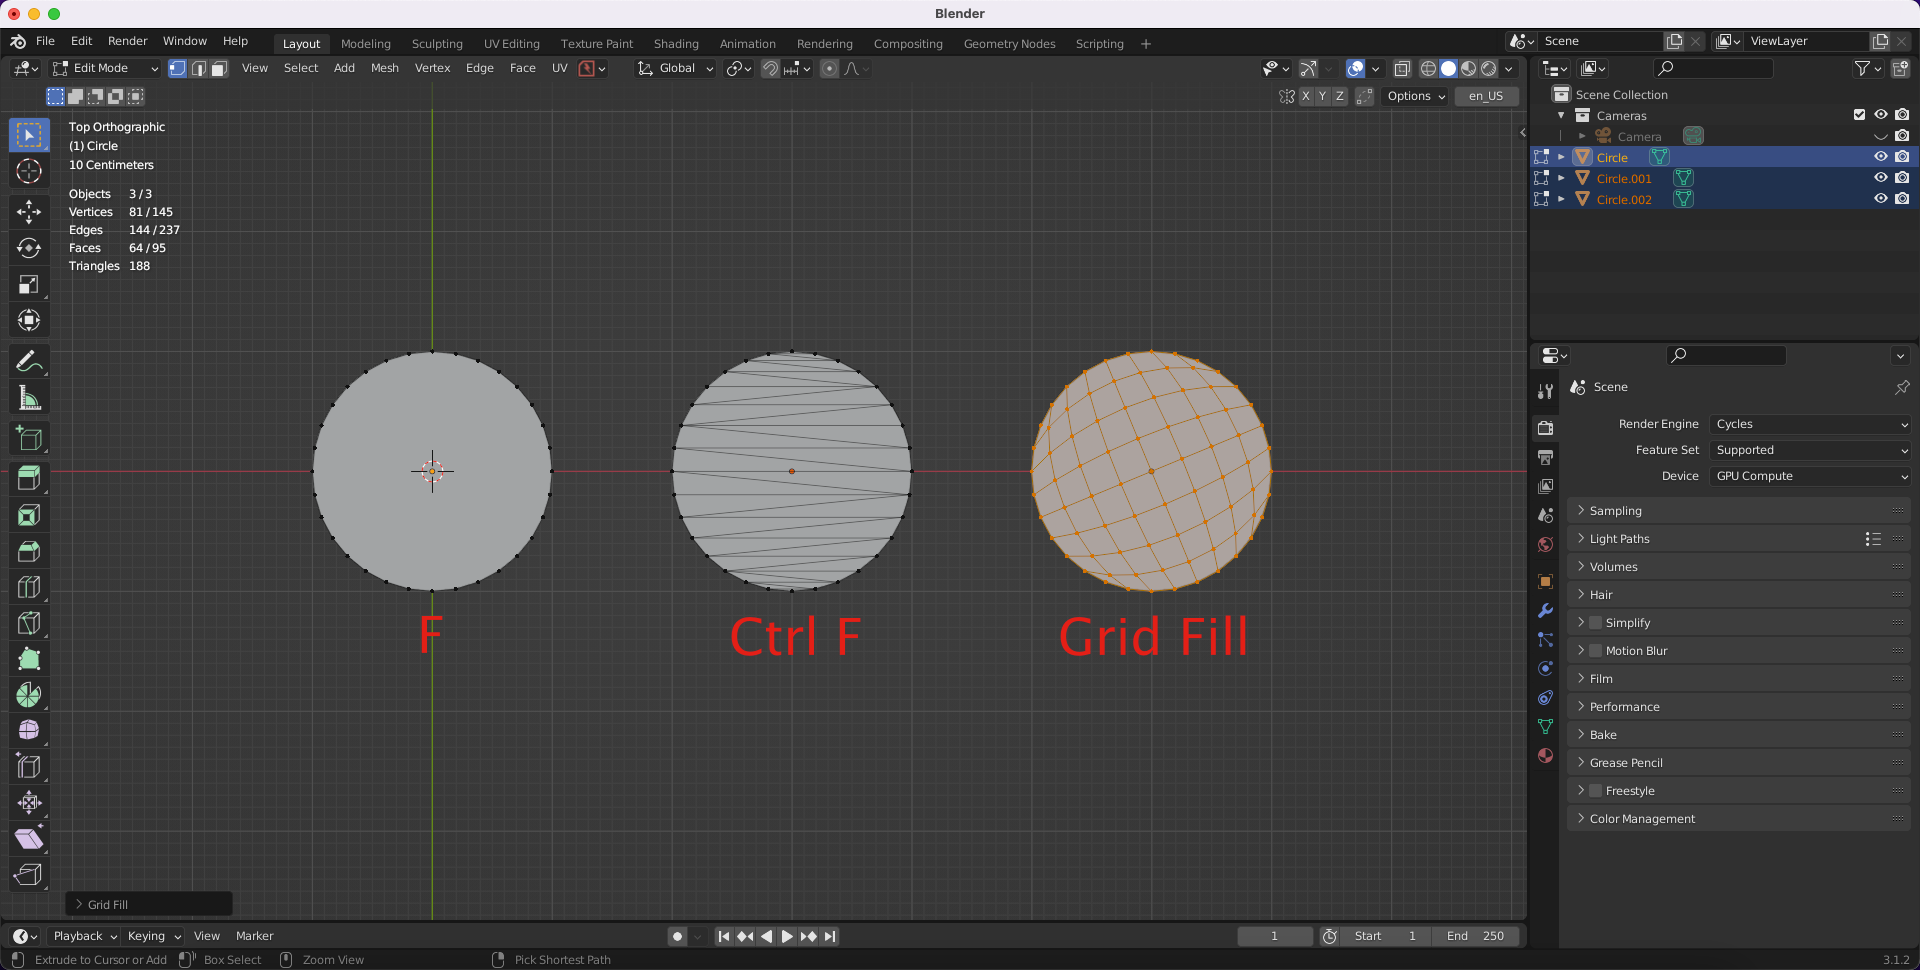 Blender
File Edit Render Window Help Layout Modeling Sculpting UV Editing Texture Paint Shading Animation Rendering Compositing Geometry Nodes Scripting + Scene ViewLayer
Edit Mode View Select Add Mesh Vertex Edge Face UV Global
X Y Z Options en_US
Top Orthographic
(1) Circle
10 Centimeters
Objects 3 / 3
Vertices 81 / 145
Edges 144 / 237
Faces 64 / 95
Triangles 188
F
Ctrl F
Grid Fill
Grid Fill
Scene Collection
Cameras
Camera
Circle
Circle.001
Circle.002
Scene
Render Engine Cycles
Feature Set Supported
Device GPU Compute
Sampling
Light Paths
Volumes
Hair
Simplify
Motion Blur
Film
Performance
Bake
Grease Pencil
Freestyle
Color Management
Playback Keying View Marker 1 Start 1 End 250
Extrude to Cursor or Add Box Select Zoom View Pick Shortest Path 3.1.2